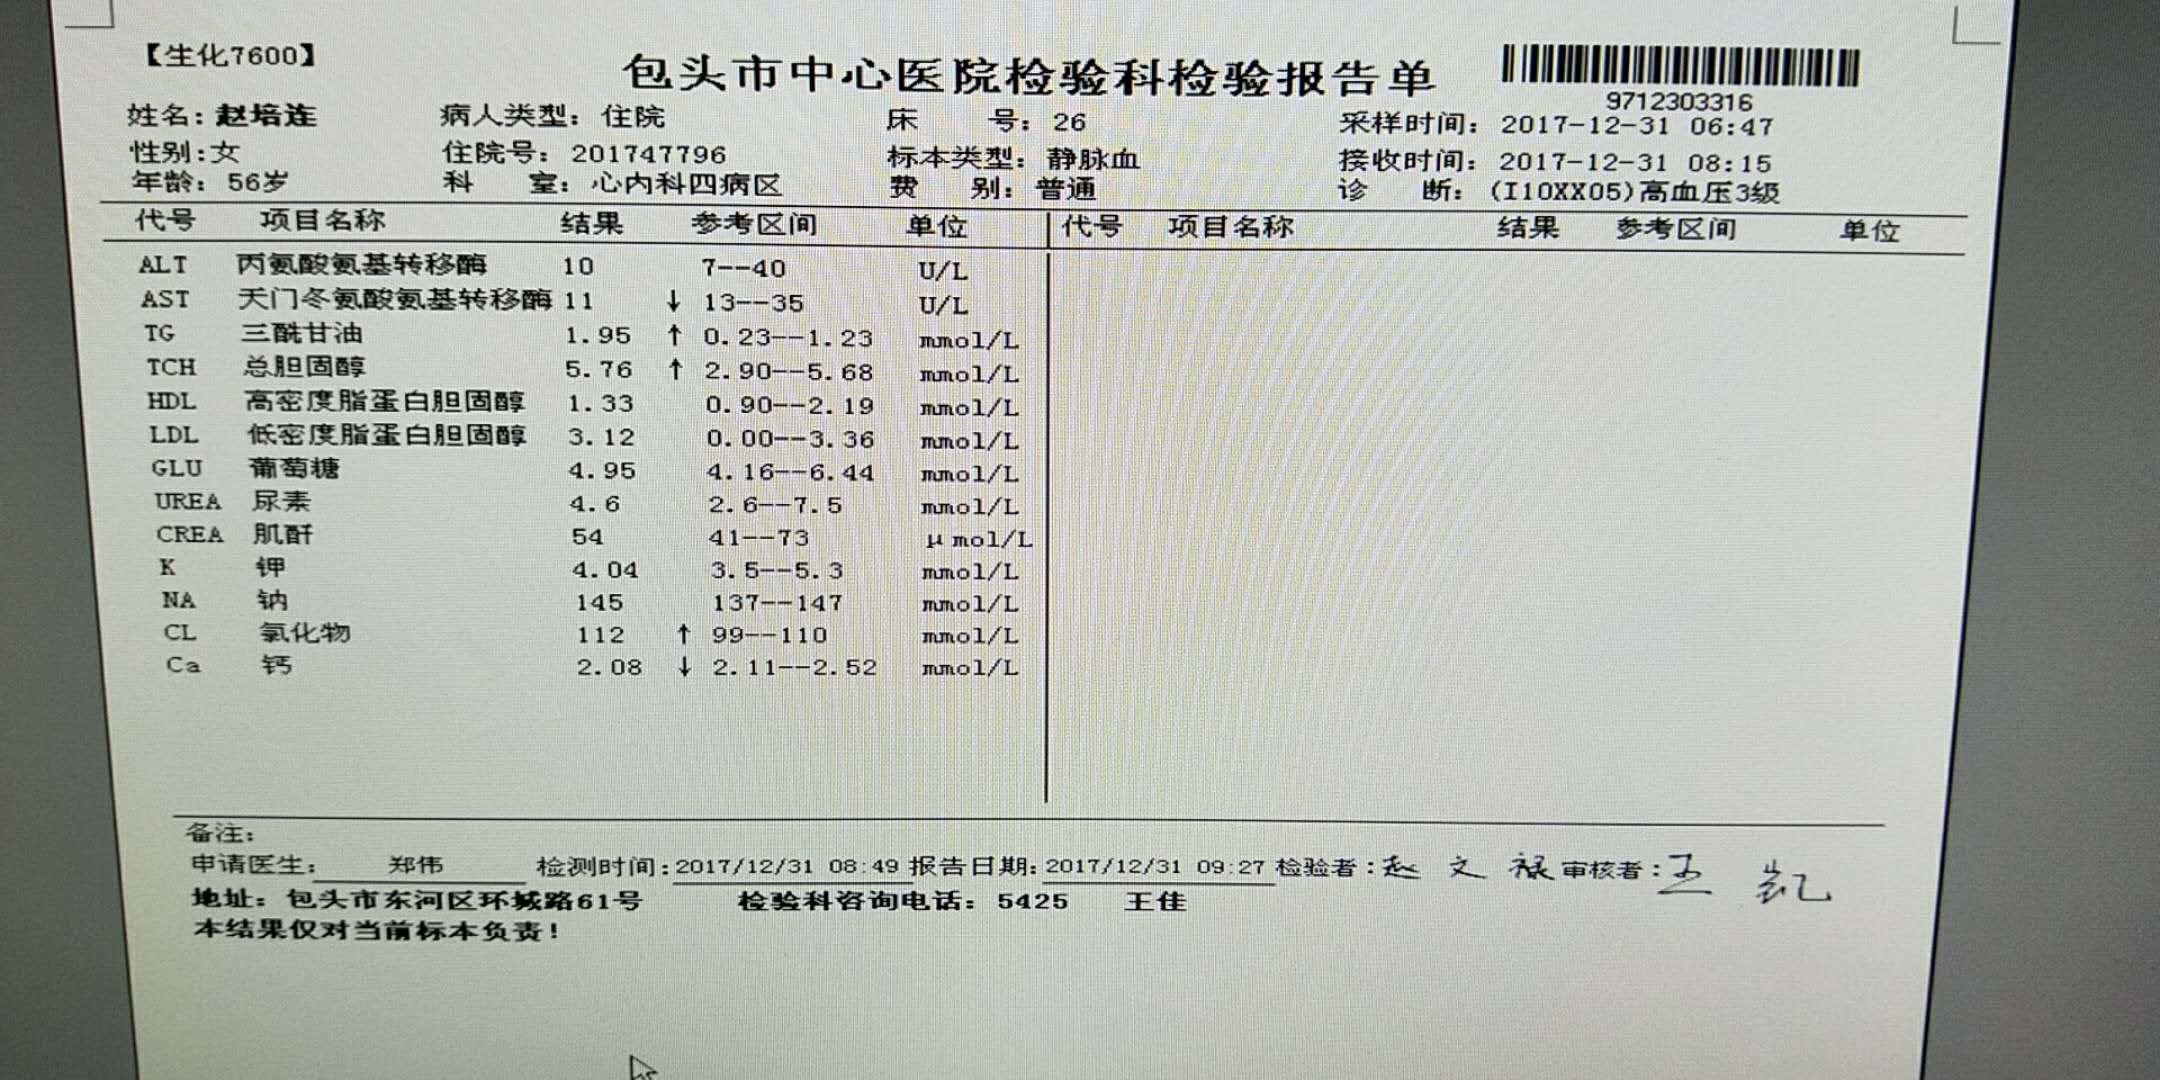 【生化7600】
包头市中心医院检验科检验报告单
9712303316
姓名：赵培连 病人类型：住院 床 号：26 采样时间：2017-12-31 06:47
性别：女 住院号：201747796 标本类型：静脉血 接收时间：2017-12-31 08:15
年龄：56岁 科 室：心内科四病区 费 别：普通 诊 断：(I10XX05)高血压3级
代号 项目名称 结果 参考区间 单位 代号 项目名称 结果 参考区间 单位
ALT 丙氨酸氨基转移酶 10 7--40 U/L
AST 天门冬氨酸氨基转移酶 11 ↓ 13--35 U/L
TG 三酰甘油 1.95 ↑ 0.23--1.23 mmol/L
TCH 总胆固醇 5.76 ↑ 2.90--5.68 mmol/L
HDL 高密度脂蛋白胆固醇 1.33 0.90--2.19 mmol/L
LDL 低密度脂蛋白胆固醇 3.12 0.00--3.36 mmol/L
GLU 葡萄糖 4.95 4.16--6.44 mmol/L
UREA 尿素 4.6 2.6--7.5 mmol/L
CREA 肌酐 54 41--73 μmol/L
K 钾 4.04 3.5--5.3 mmol/L
NA 钠 145 137--147 mmol/L
CL 氯化物 112 ↑ 99--110 mmol/L
Ca 钙 2.08 ↓ 2.11--2.52 mmol/L
备注：
申请医生： 郑伟 检测时间：2017/12/31 08:49 报告日期：2017/12/31 09:27 检验者：赵文禄 审核者：王凯
地址：包头市东河区环城路61号 检验科咨询电话：5425 王佳
本结果仅对当前标本负责！